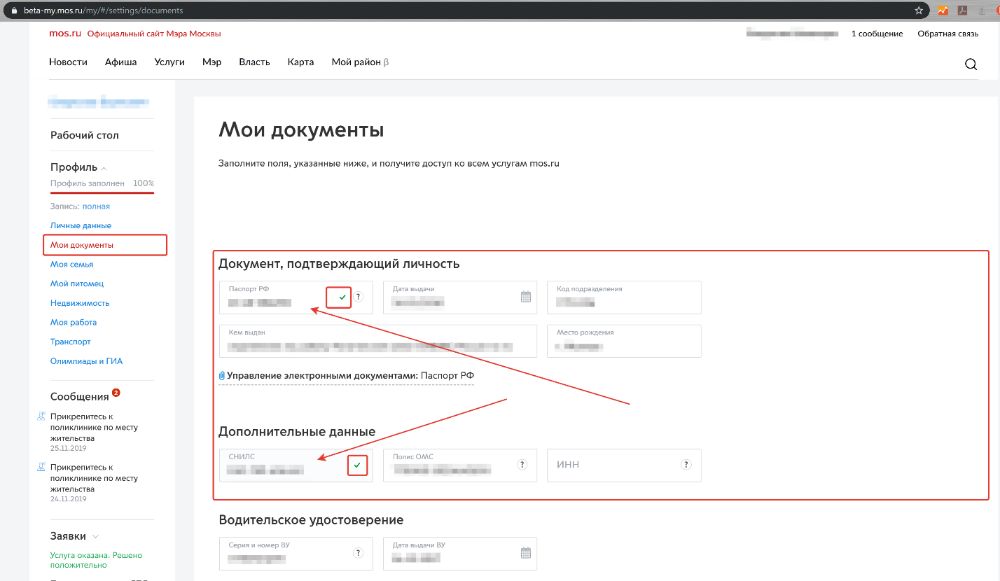 beta-my.mos.ru/my/#/settings/documents
mos.ru Официальный сайт Мэра Москвы
1 сообщение Обратная связь
Новости Афиша Услуги Мэр Власть Карта Мой район β
Рабочий стол
Профиль
Профиль заполнен 100%
Запись: полная
Личные данные
Мои документы
Моя семья
Мой питомец
Недвижимость
Моя работа
Транспорт
Олимпиады и ГИА
Сообщения 2
Прикрепитесь к
поликлинике по месту
жительства
25.11.2019
Прикрепитесь к
поликлинике по месту
жительства
24.11.2019
Заявки
Услуга оказана. Решено
положительно
Мои документы
Заполните поля, указанные ниже, и получите доступ ко всем услугам mos.ru
Документ, подтверждающий личность
Паспорт РФ ? Дата выдачи Код подразделения
Кем выдан Место рождения
Управление электронными документами: Паспорт РФ
Дополнительные данные
СНИЛС Полис ОМС ? ИНН ?
Водительское удостоверение
Серия и номер ВУ ? Дата выдачи ВУ